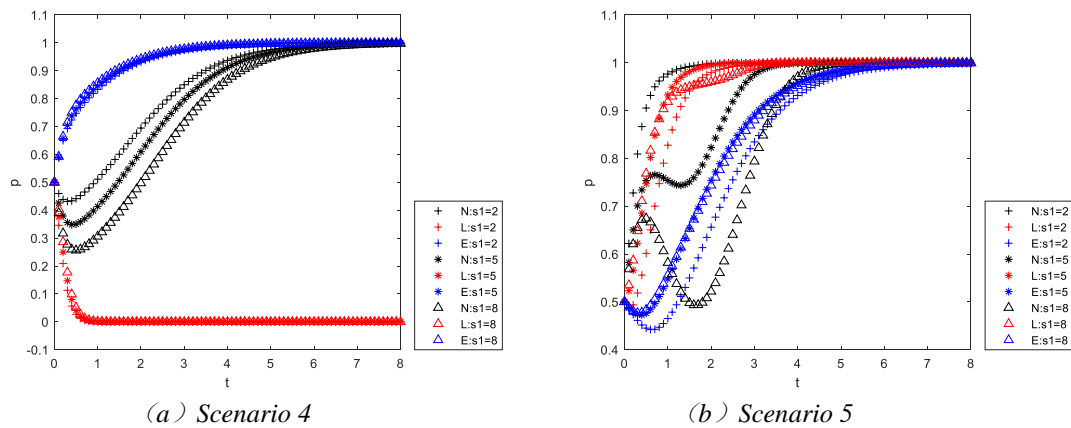 1.1
1
0.9
0.8
0.7
0.6
0.5
0.4
0.3
0.2
0.1
0
-0.1
p
0 1 2 3 4 5 6 7 8
t
N:s1=2
L:s1=2
E:s1=2
N:s1=5
L:s1=5
E:s1=5
N:s1=8
L:s1=8
E:s1=8
（a）Scenario 4
1.1
1
0.9
0.8
0.7
0.6
0.5
0.4
p
0 1 2 3 4 5 6 7 8
t
N:s1=2
L:s1=2
E:s1=2
N:s1=5
L:s1=5
E:s1=5
N:s1=8
L:s1=8
E:s1=8
（b）Scenario 5